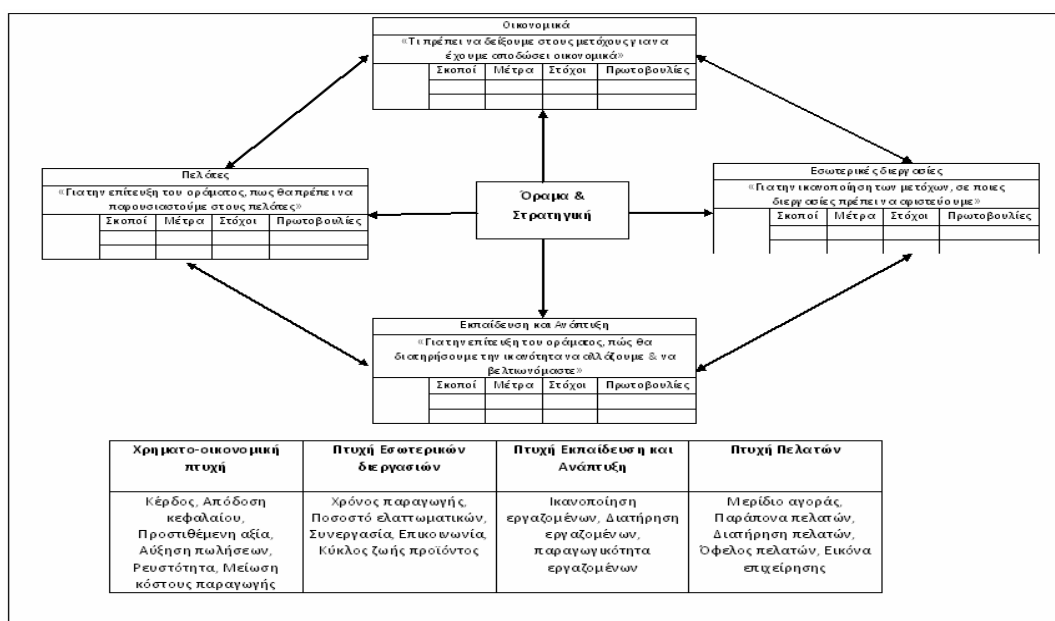 Οικονομικά
«Τι πρέπει να δείξουμε στους μετόχους για να
έχουμε αποδώσει οικονομικά»
Σκοποί Μέτρα Στόχοι Πρωτοβουλίες
Πελάτες
«Για την επίτευξη του οράματος, πως θα πρέπει να
παρουσιαστούμε στους πελάτες»
Σκοποί Μέτρα Στόχοι Πρωτοβουλίες
Όραμα &
Στρατηγική
Εσωτερικές διεργασίες
«Για την ικανοποίηση των μετόχων, σε ποιες
διεργασίες πρέπει να αριστεύουμε»
Σκοποί Μέτρα Στόχοι Πρωτοβουλίες
Εκπαίδευση και Ανάπτυξη
«Για την επίτευξη του οράματος, πώς θα
διατηρήσουμε την ικανότητα να αλλάζουμε & να
βελτιωνόμαστε»
Σκοποί Μέτρα Στόχοι Πρωτοβουλίες
Χρηματο-οικονομική
πτυχή
Πτυχή Εσωτερικών
διεργασιών
Πτυχή Εκπαίδευση και
Ανάπτυξη
Πτυχή Πελατών
Κέρδος, Απόδοση
κεφαλαίου,
Προστιθέμενη αξία,
Αύξηση πωλήσεων,
Ρευστότητα, Μείωση
κόστους παραγωγής
Χρόνος παραγωγής,
Ποσοστό ελαττωματικών,
Συνεργασία, Επικοινωνία,
Κύκλος ζωής προϊόντος
Ικανοποίηση
εργαζομένων, Διατήρηση
εργαζομένων,
παραγωγικότητα
εργαζομένων
Μερίδιο αγοράς,
Παράπονα πελατών,
Διατήρηση πελατών,
Όφελος πελατών, Εικόνα
επιχείρησης